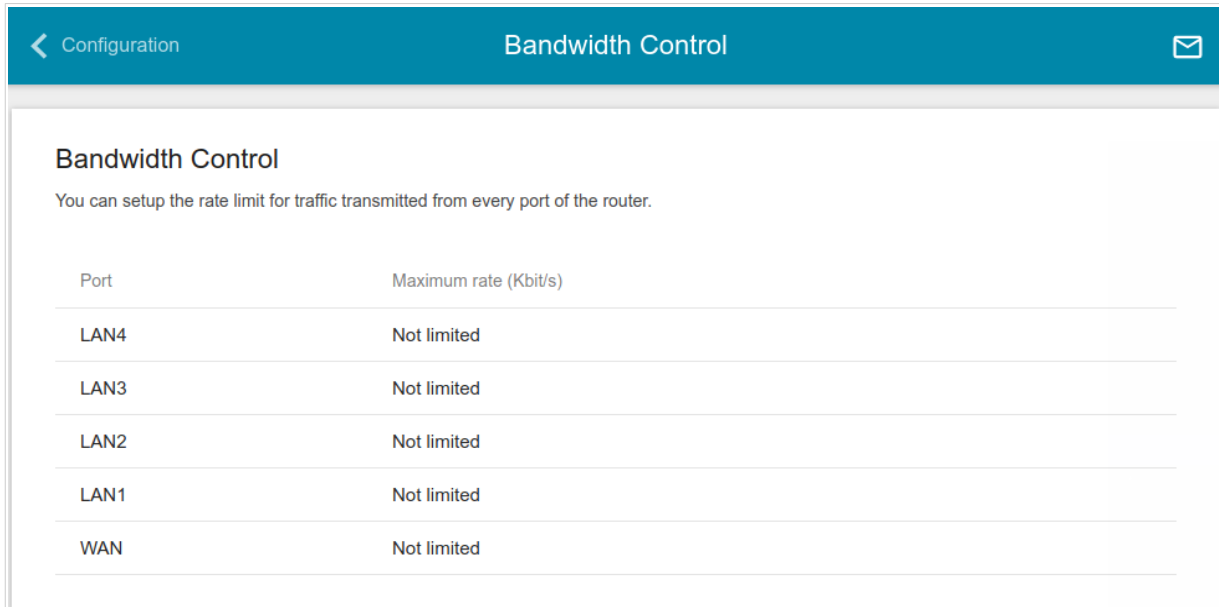 Configuration
Bandwidth Control
Bandwidth Control
You can setup the rate limit for traffic transmitted from every port of the router.
Port Maximum rate (Kbit/s)
LAN4 Not limited
LAN3 Not limited
LAN2 Not limited
LAN1 Not limited
WAN Not limited